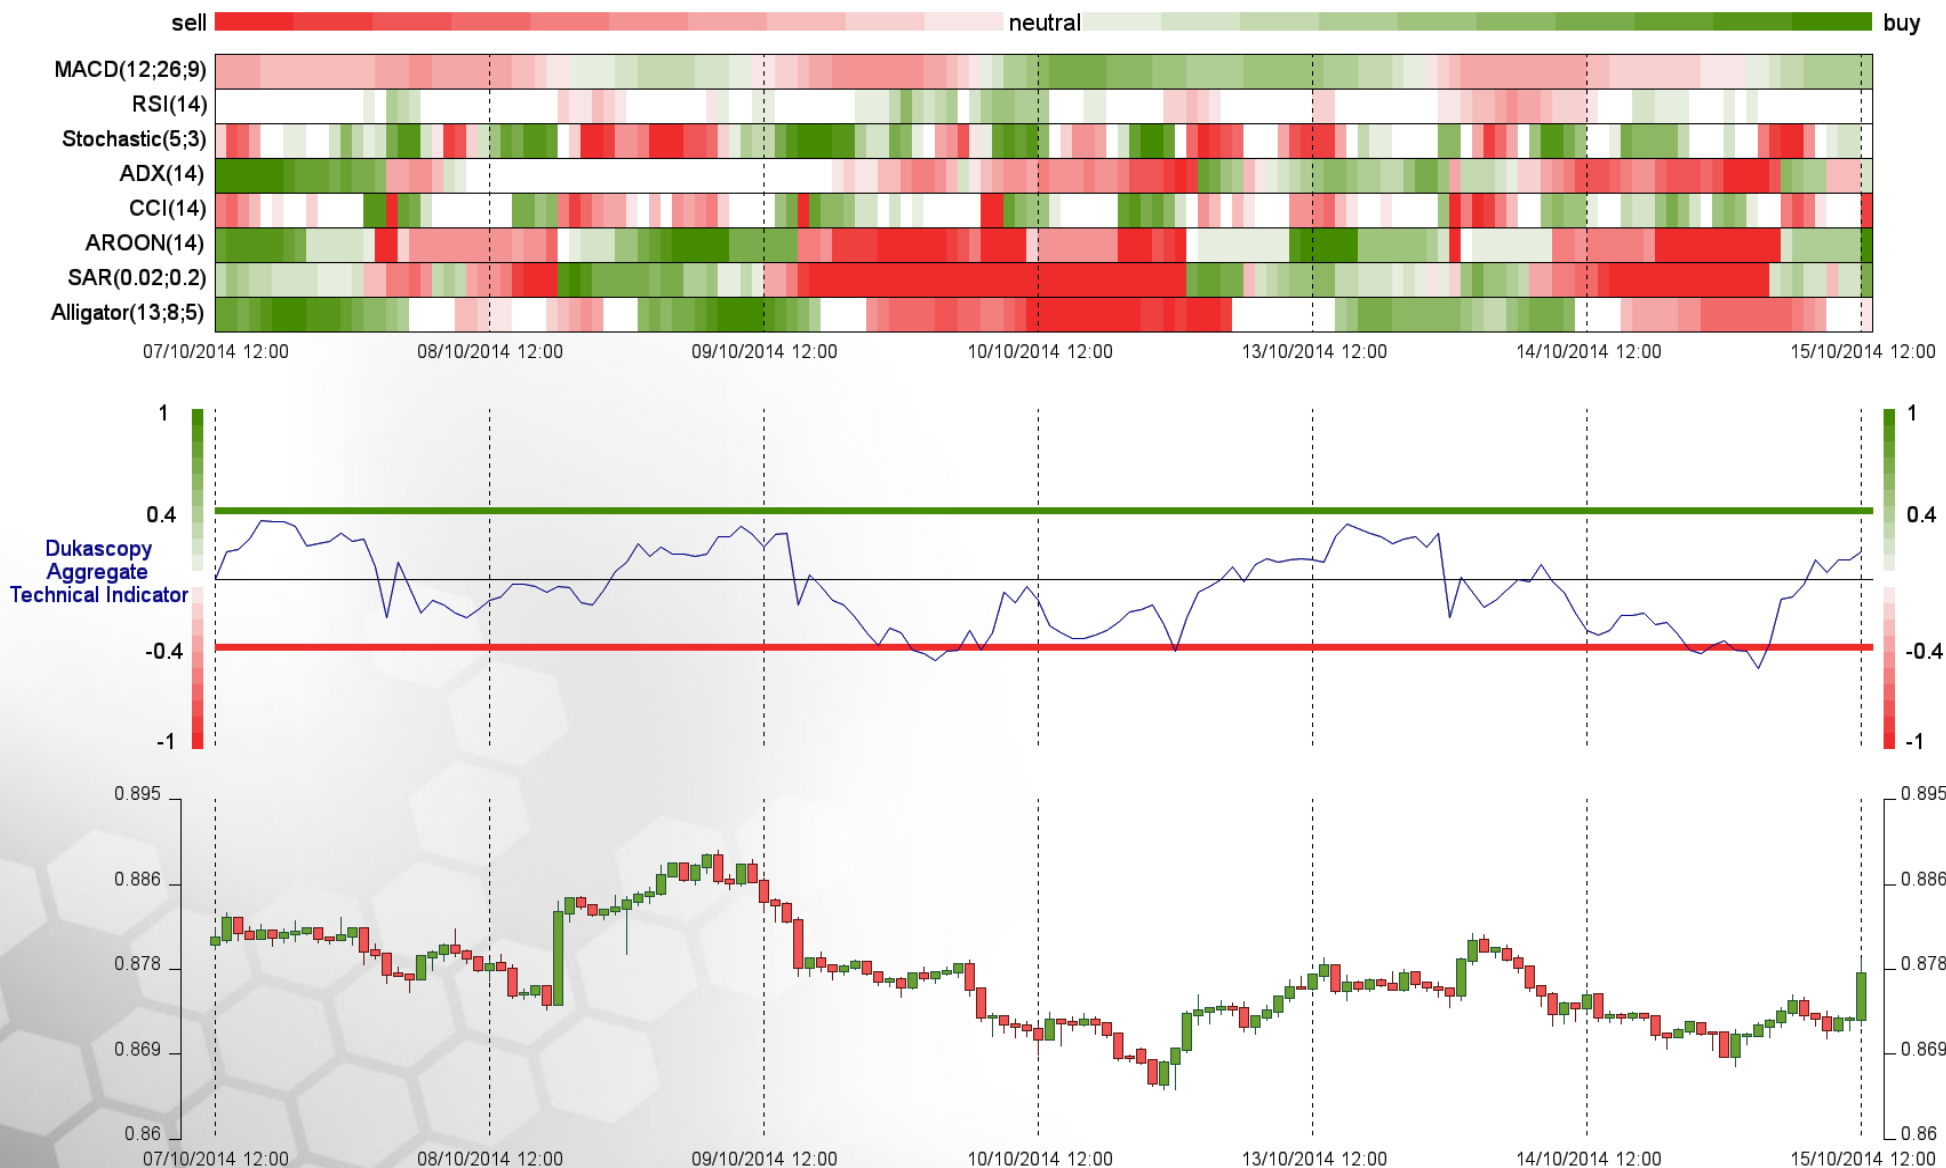 sell neutral buy
MACD(12;26;9)
RSI(14)
Stochastic(5;3)
ADX(14)
CCI(14)
AROON(14)
SAR(0.02;0.2)
Alligator(13;8;5)
07/10/2014 12:00 08/10/2014 12:00 09/10/2014 12:00 10/10/2014 12:00 13/10/2014 12:00 14/10/2014 12:00 15/10/2014 12:00
1 1
0.4 0.4
Dukascopy
Aggregate
Technical Indicator
-0.4 -0.4
-1 -1
0.895 0.895
0.886 0.886
0.878 0.878
0.869 0.869
0.86 0.86
07/10/2014 12:00 08/10/2014 12:00 09/10/2014 12:00 10/10/2014 12:00 13/10/2014 12:00 14/10/2014 12:00 15/10/2014 12:00